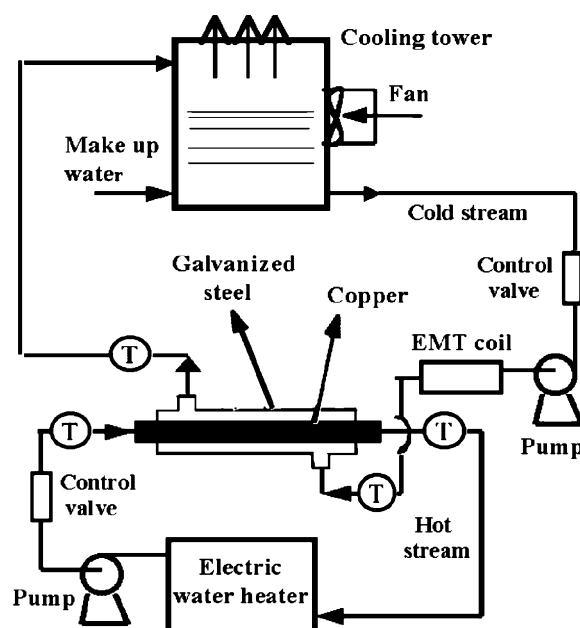 Cooling tower
Fan
Make up
water
Cold stream
Galvanized
steel
Copper
Control
valve
EMT coil
T
Pump
T
T
T
Control
valve
Hot
stream
Electric
water heater
Pump